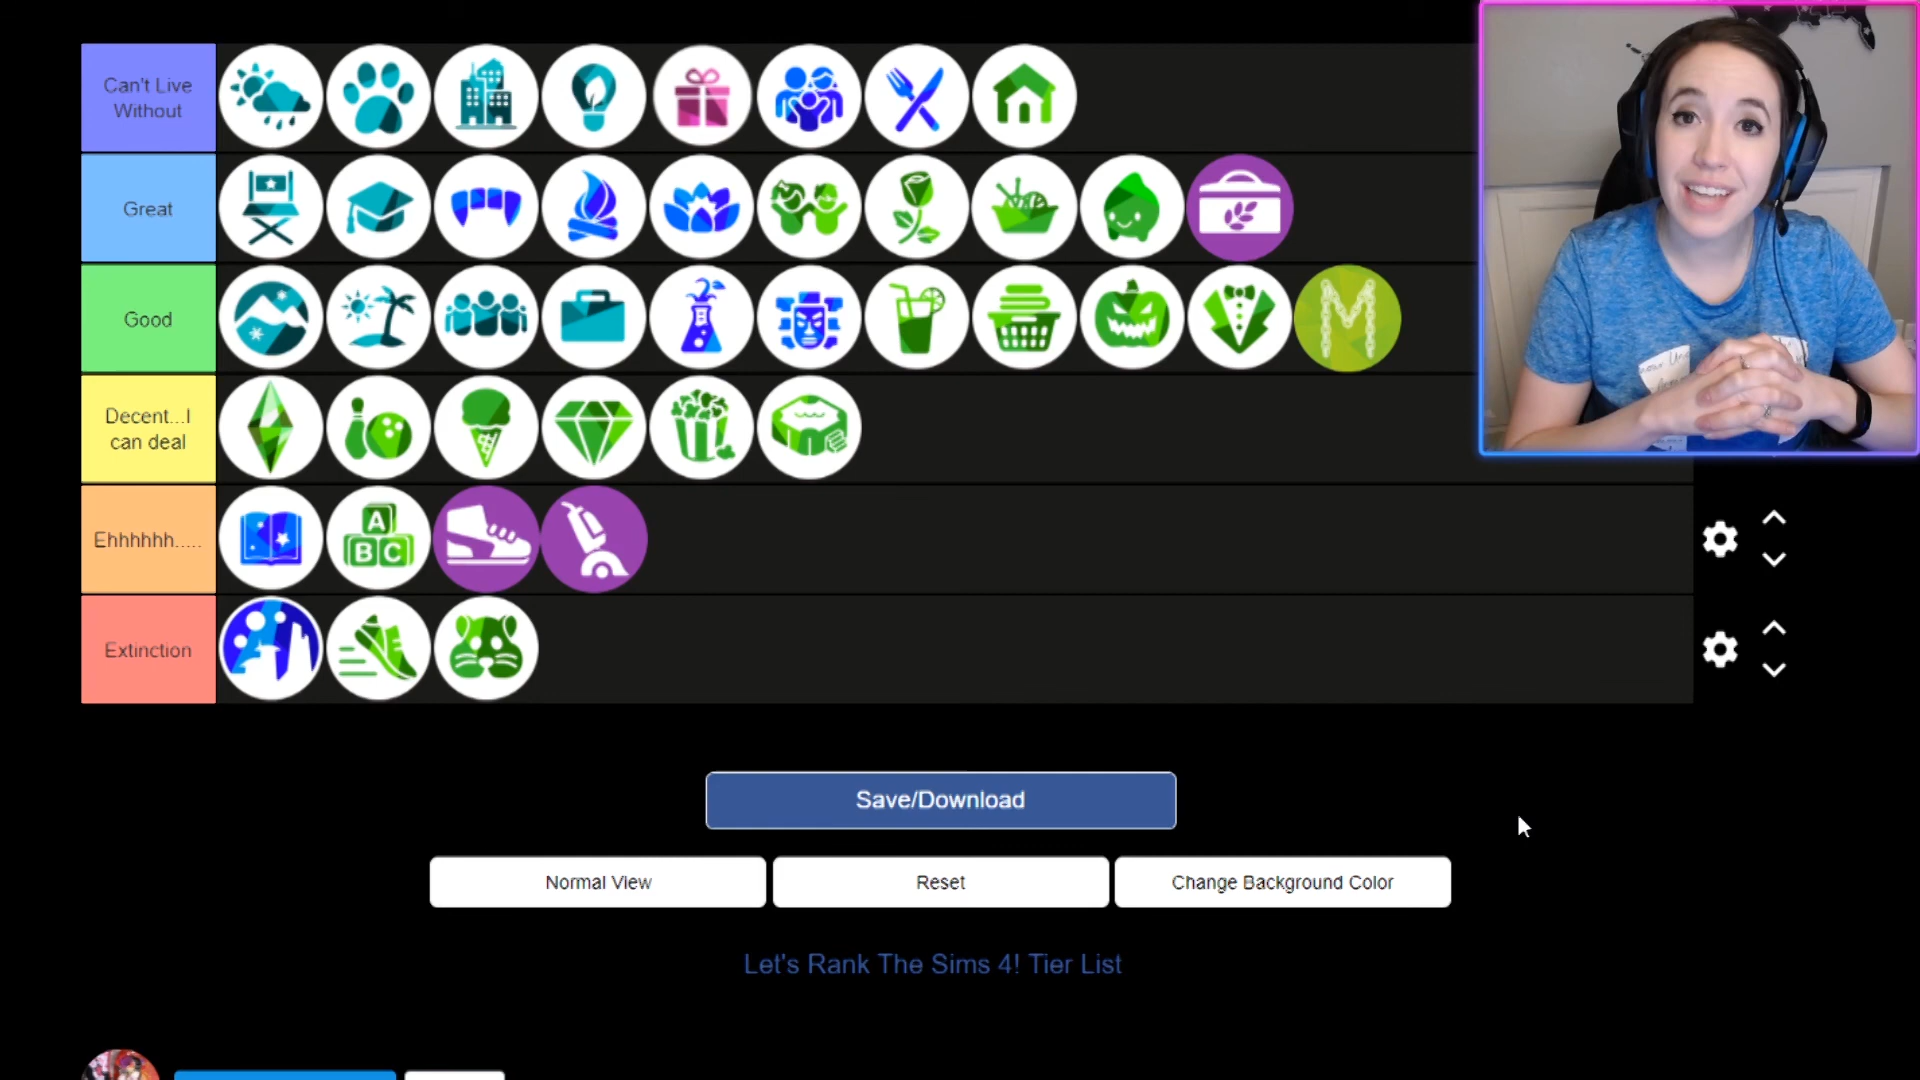 Can't Live
Without
Great
Good
M
Decent...I
can deal
Ehhhhhh.....
A
B C
Extinction
Save/Download
Normal View
Reset
Change Background Color
Let's Rank The Sims 4! Tier List